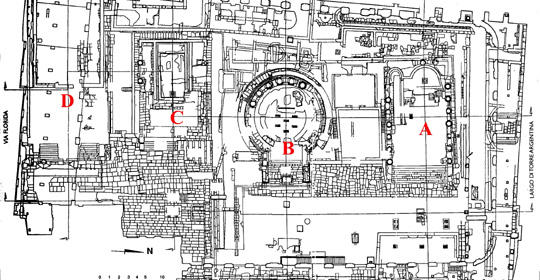 VIA FLORIDA
D
C
B
A
LARGO DI TORRE ARGENTINA
N
0 1 2 3 4 5 10